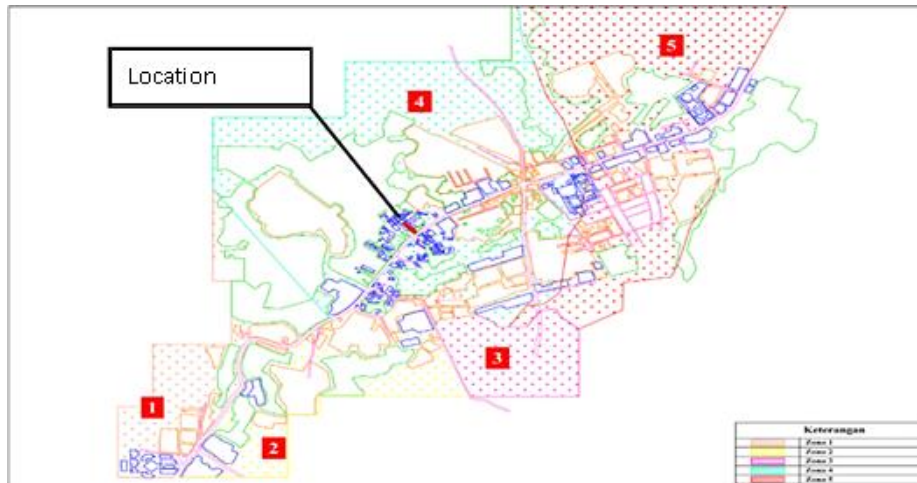 Location
5
4
3
1
2
Keterangan
Zona 1
Zona 2
Zona 3
Zona 4
Zona 5